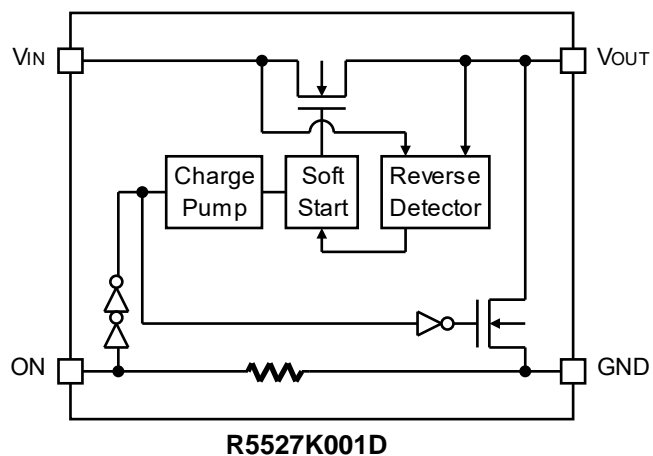 VIN
VOUT
Charge
Pump
Soft
Start
Reverse
Detector
ON
GND
R5527K001D